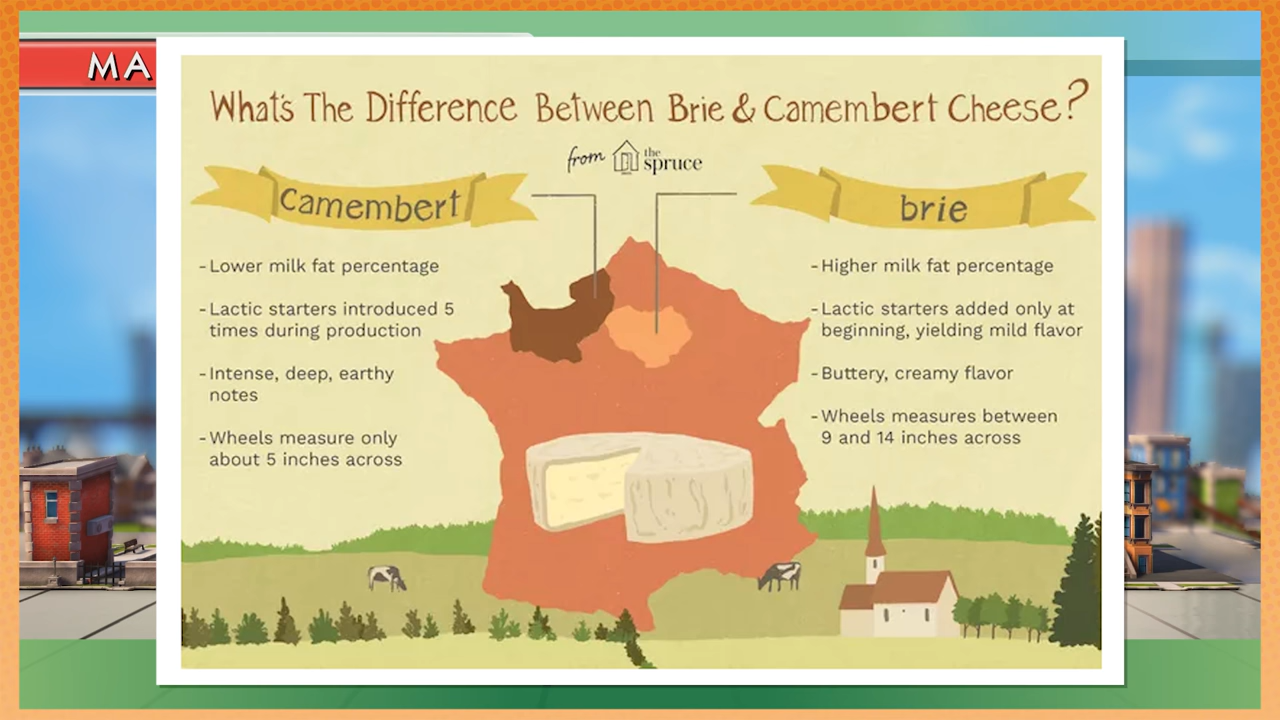 MA
What's The Difference Between Brie & Camembert Cheese?
from the spruce
Camembert
- Lower milk fat percentage
- Lactic starters introduced 5
times during production
- Intense, deep, earthy
notes
- Wheels measure only
about 5 inches across
brie
- Higher milk fat percentage
- Lactic starters added only at
beginning, yielding mild flavor
- Buttery, creamy flavor
- Wheels measures between
9 and 14 inches across